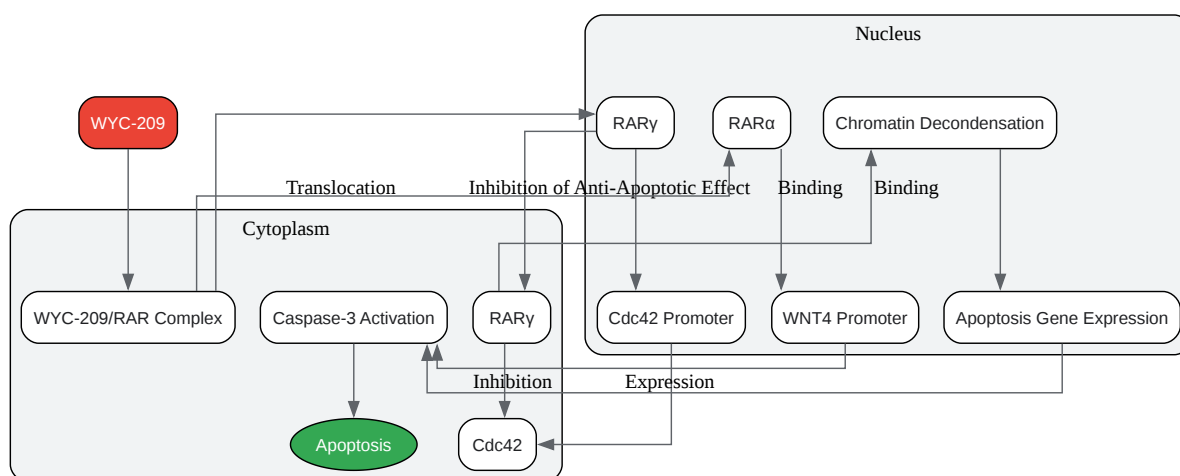 Nucleus
WYC-209
RARγ
RARα
Chromatin Decondensation
Translocation
Inhibition of Anti-Apoptotic Effect
Binding
Binding
Cytoplasm
WYC-209/RAR Complex
Caspase-3 Activation
RARγ
Cdc42 Promoter
WNT4 Promoter
Apoptosis Gene Expression
Inhibition
Expression
Apoptosis
Cdc42